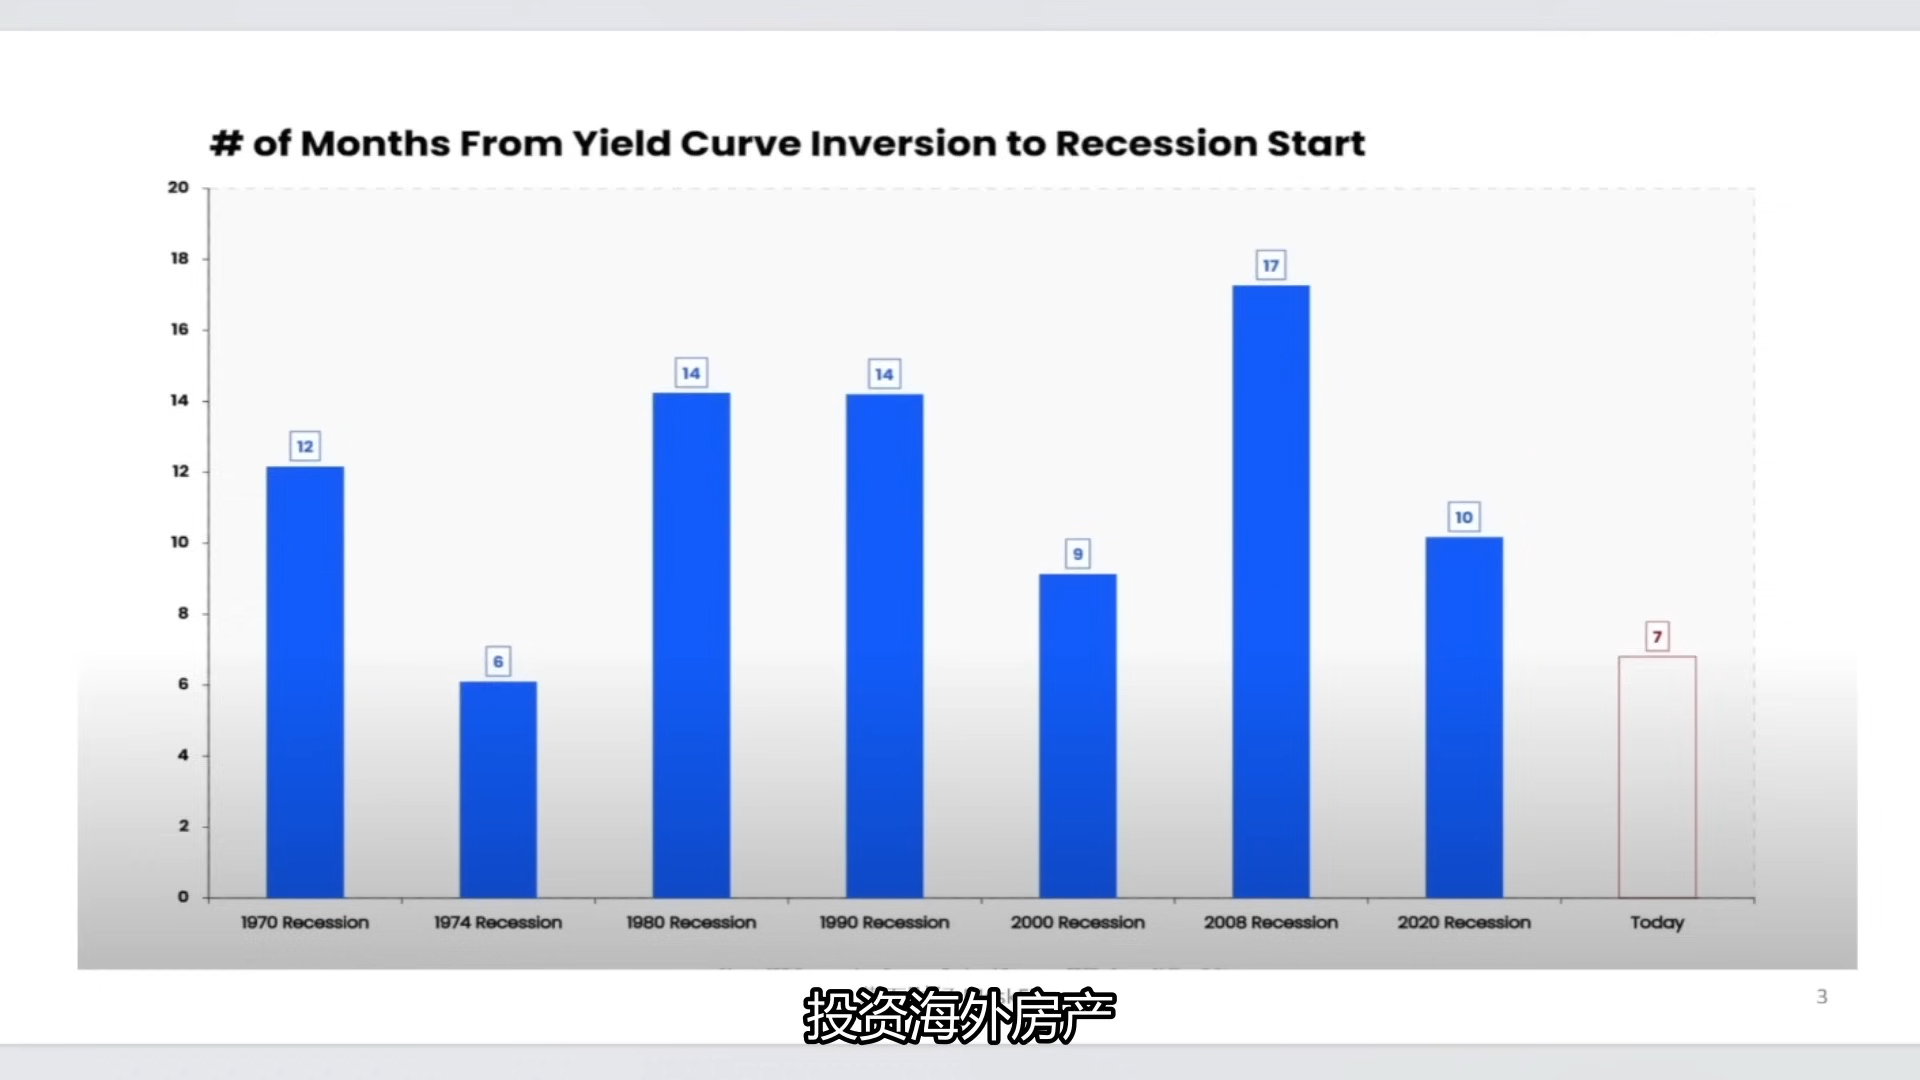 # of Months From Yield Curve Inversion to Recession Start
20
18
16
14
12
10
8
6
4
2
0
12
6
14
14
9
17
10
7
1970 Recession
1974 Recession
1980 Recession
1990 Recession
2000 Recession
2008 Recession
2020 Recession
Today
投资海外房产
3